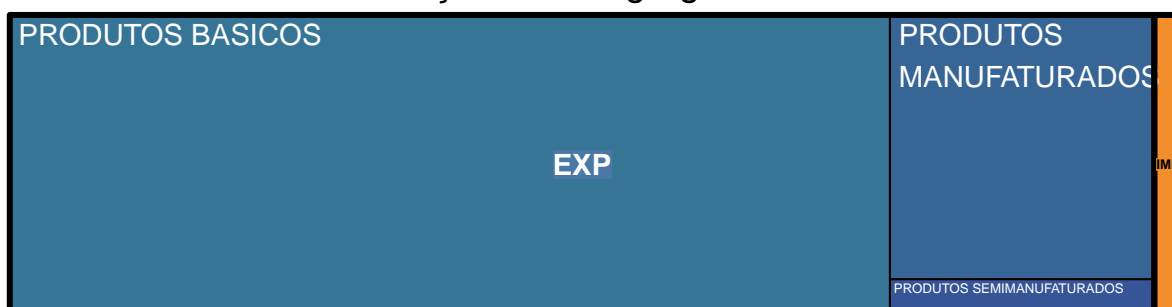 PRODUTOS BASICOS
PRODUTOS
MANUFATURADOS
EXP
IM
PRODUTOS SEMIMANUFATURADOS